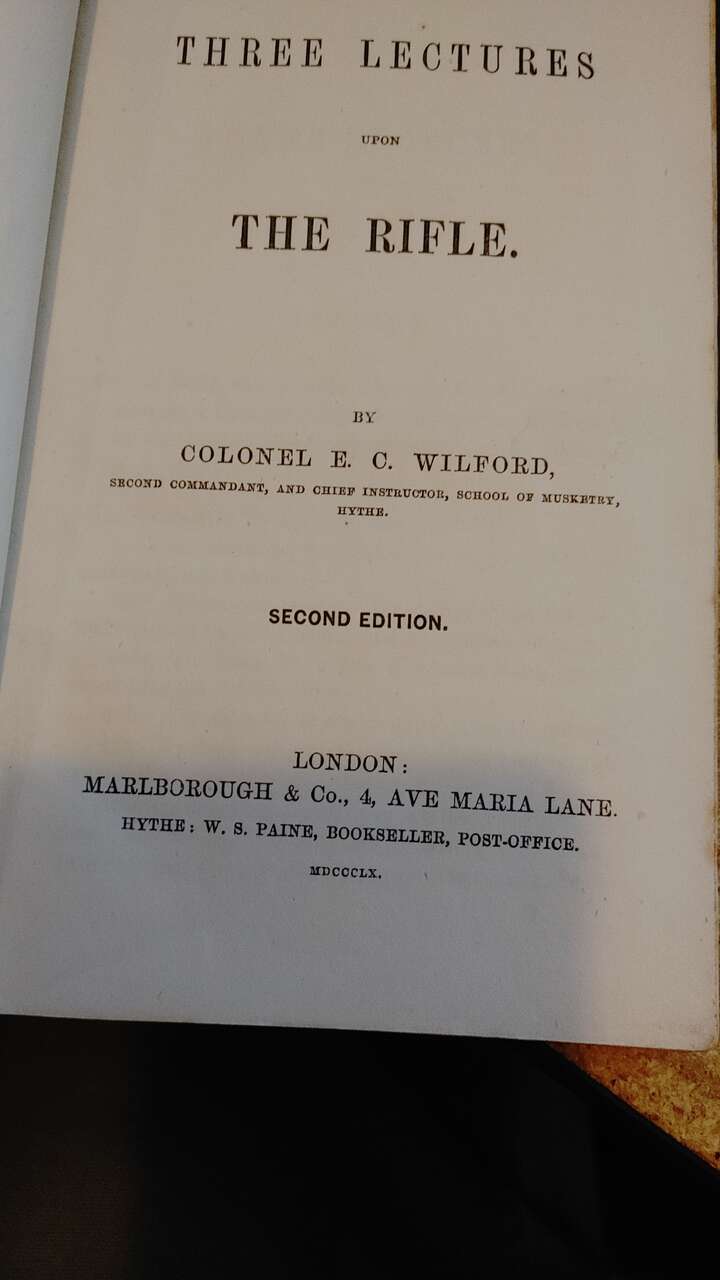 THREE LECTURES
UPON
THE RIFLE.
BY
COLONEL E. C. WILFORD,
SECOND COMMANDANT, AND CHIEF INSTRUCTOR, SCHOOL OF MUSKETRY,
HYTHE.
SECOND EDITION.
LONDON:
MARLBOROUGH & Co., 4, AVE MARIA LANE.
HYTHE: W. S. PAINE, BOOKSELLER, POST-OFFICE.
MDCCCLX.